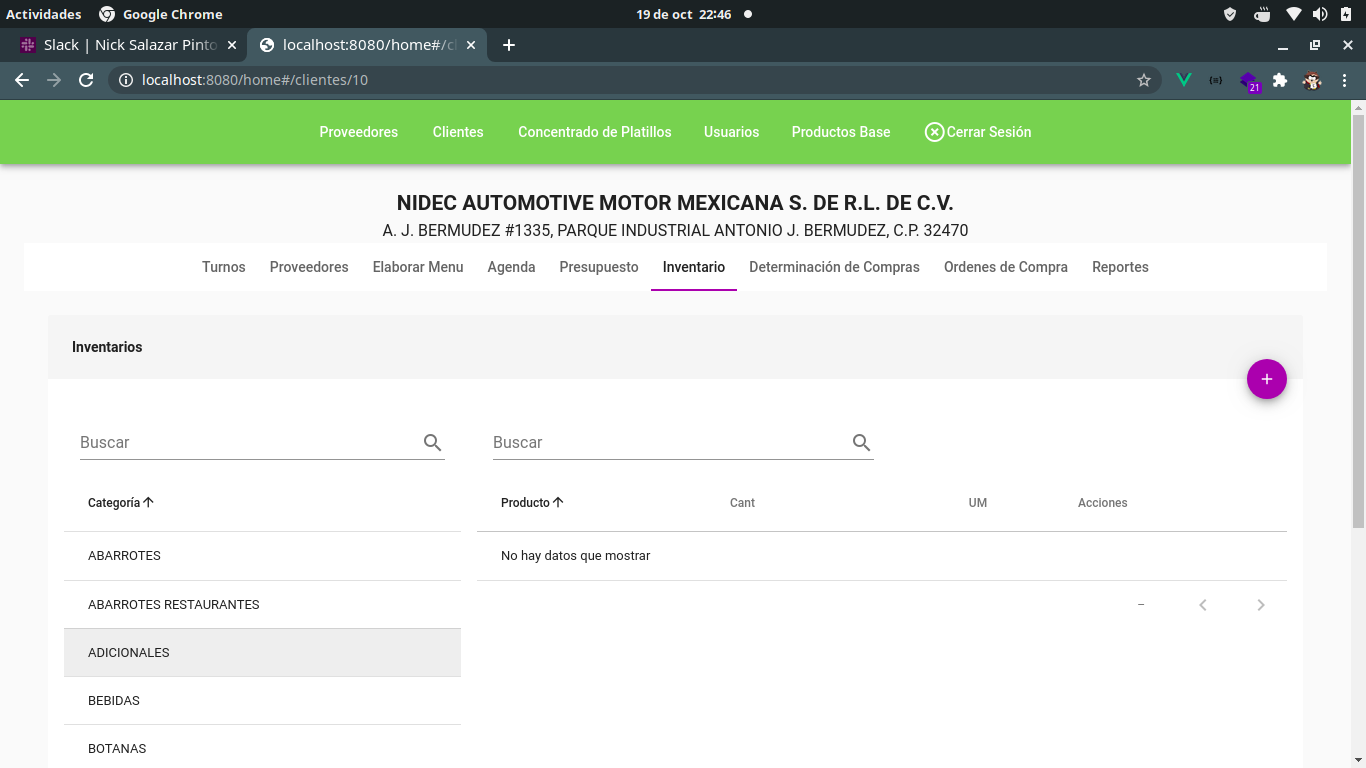 Actividades Google Chrome 19 de oct 22:46
Slack | Nick Salazar Pinto localhost:8080/home#/cl
localhost:8080/home#/clientes/10
21
Proveedores Clientes Concentrado de Platillos Usuarios Productos Base Cerrar Sesión
NIDEC AUTOMOTIVE MOTOR MEXICANA S. DE R.L. DE C.V.
A. J. BERMUDEZ #1335, PARQUE INDUSTRIAL ANTONIO J. BERMUDEZ, C.P. 32470
Turnos Proveedores Elaborar Menu Agenda Presupuesto Inventario Determinación de Compras Ordenes de Compra Reportes
Inventarios
+
Buscar Buscar
Categoría Producto Cant UM Acciones
ABARROTES No hay datos que mostrar
ABARROTES RESTAURANTES –
ADICIONALES
BEBIDAS
BOTANAS